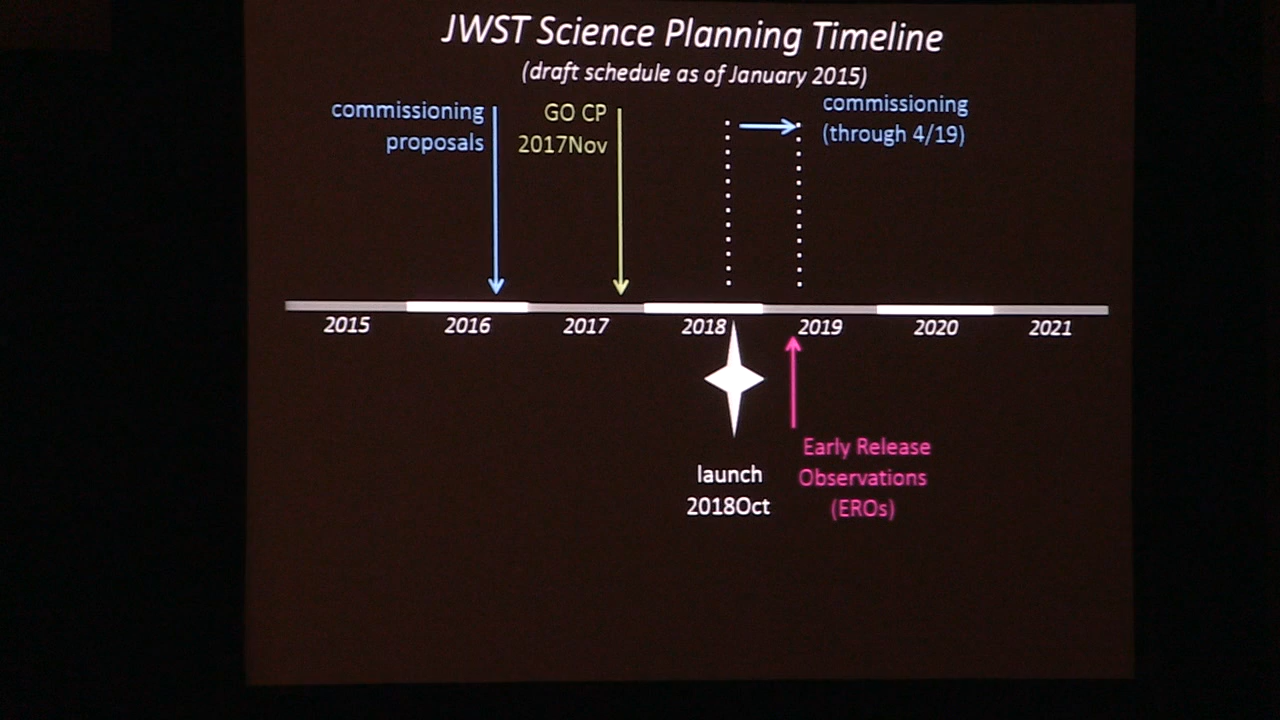 JWST Science Planning Timeline
(draft schedule as of January 2015)
commissioning
proposals
GO CP
2017Nov
commissioning
(through 4/19)
2015
2016
2017
2018
2019
2020
2021
launch
2018Oct
Early Release
Observations
(EROs)